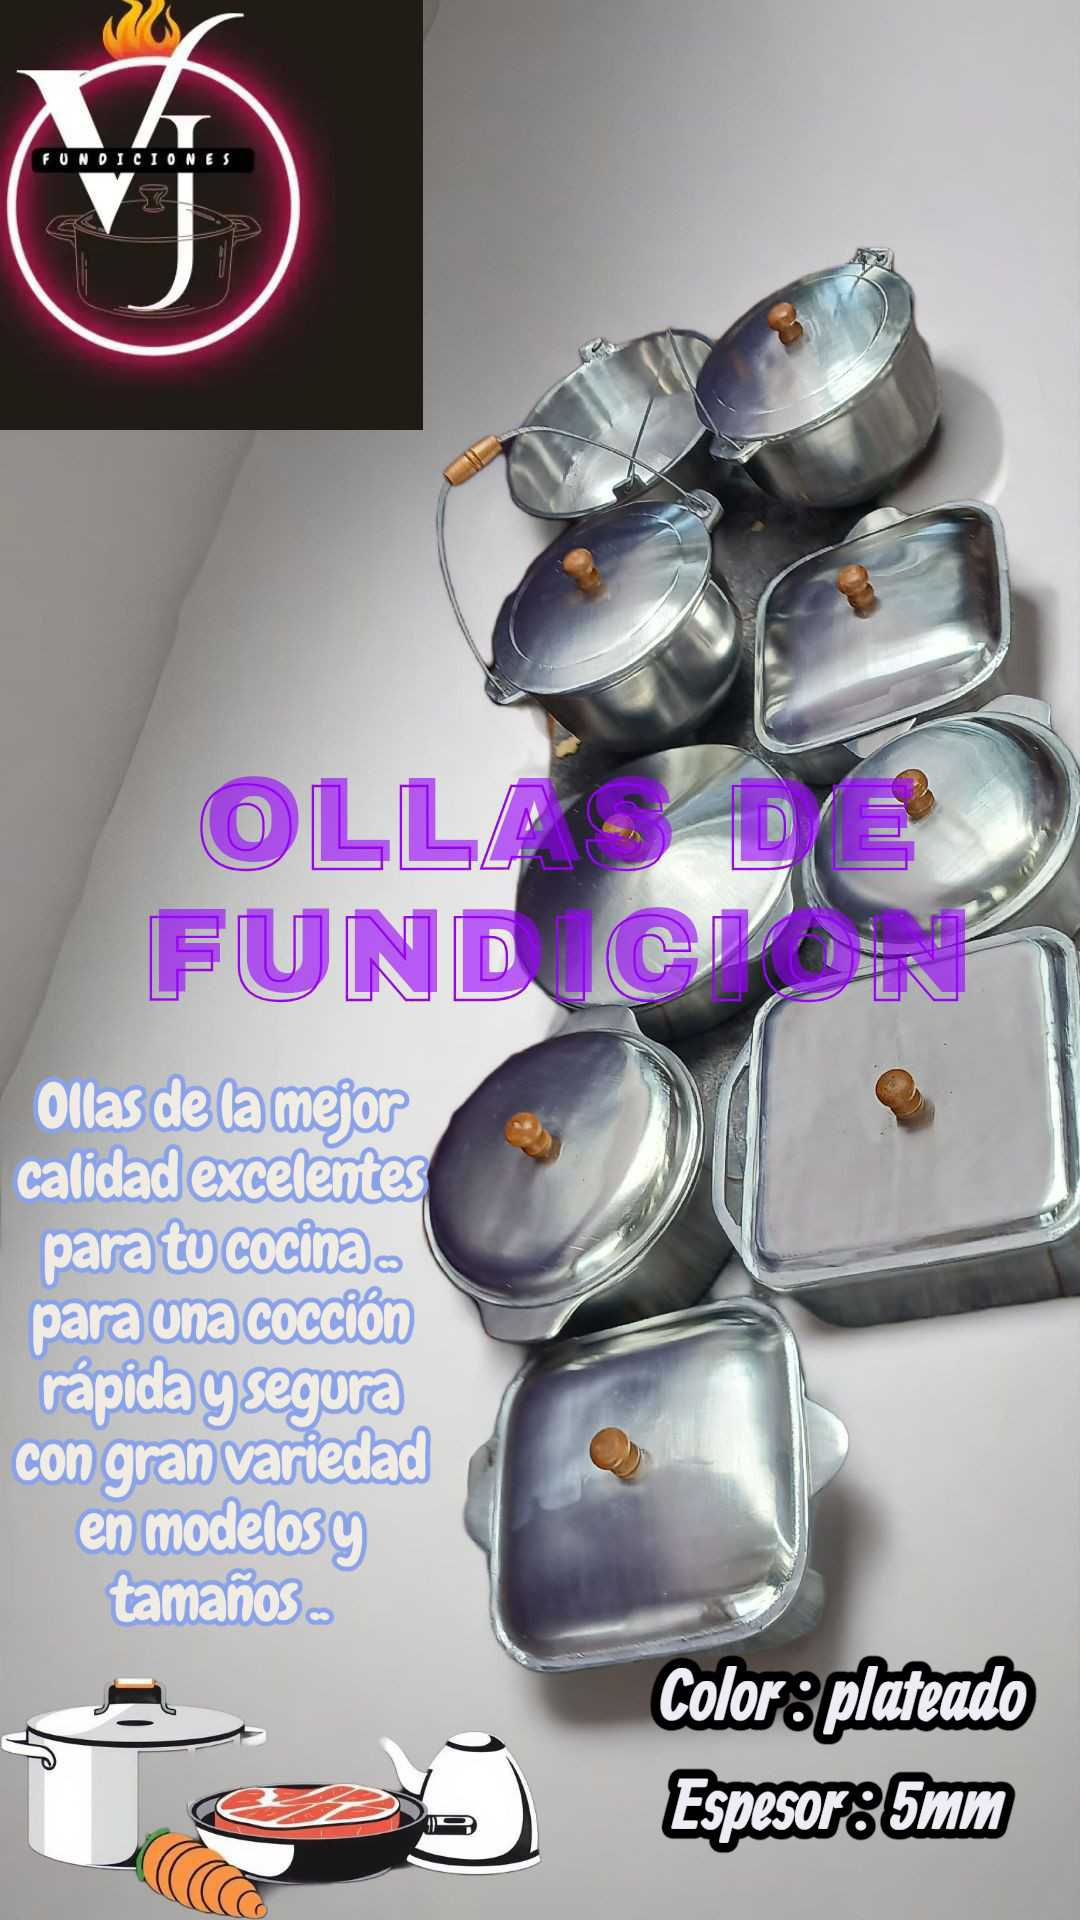 VJ
FUNDICIONES
OLLAS DE
FUNDICION
Ollas de la mejor
calidad excelentes
para tu cocina ..
para una cocción
rápida y segura
con gran variedad
en modelos y
tamaños ..
Color : plateado
Espesor : 5mm